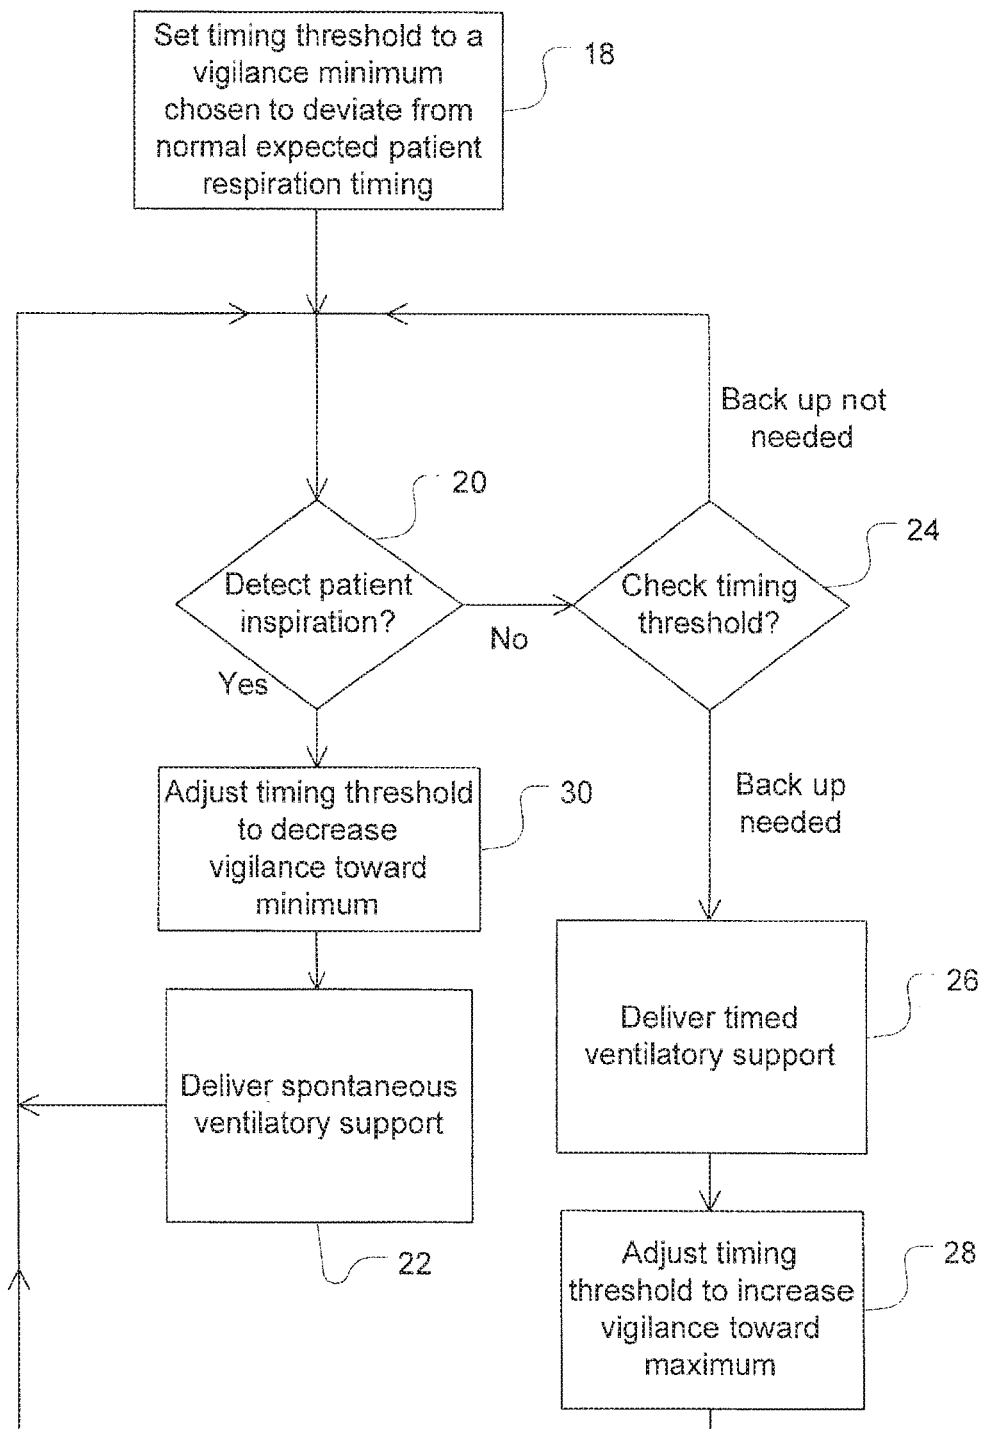 Set timing threshold to a
vigilance minimum
chosen to deviate from
normal expected patient
respiration timing
18
Back up not
needed
20
24
Detect patient
inspiration?
Check timing
threshold?
No
Yes
Adjust timing threshold
to decrease
vigilance toward
minimum
30
Back up
needed
Deliver timed
ventilatory support
26
Deliver spontaneous
ventilatory support
22
Adjust timing
threshold to increase
vigilance toward
maximum
28